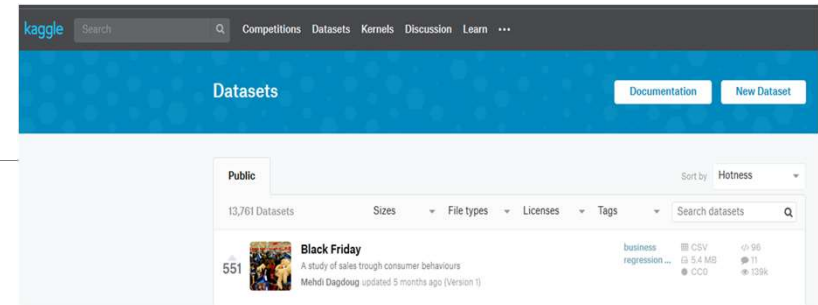 kaggle Search Competitions Datasets Kernels Discussion Learn •••
Datasets Documentation New Dataset
Public Sort by Hotness
13,761 Datasets Sizes File types Licenses Tags Search datasets
Black Friday business CSV </> 96
551 A study of sales trough consumer behaviours regression ... 5.4 MB 11
Mehdi Dagdoug updated 5 months ago (Version 1) CC0 129k